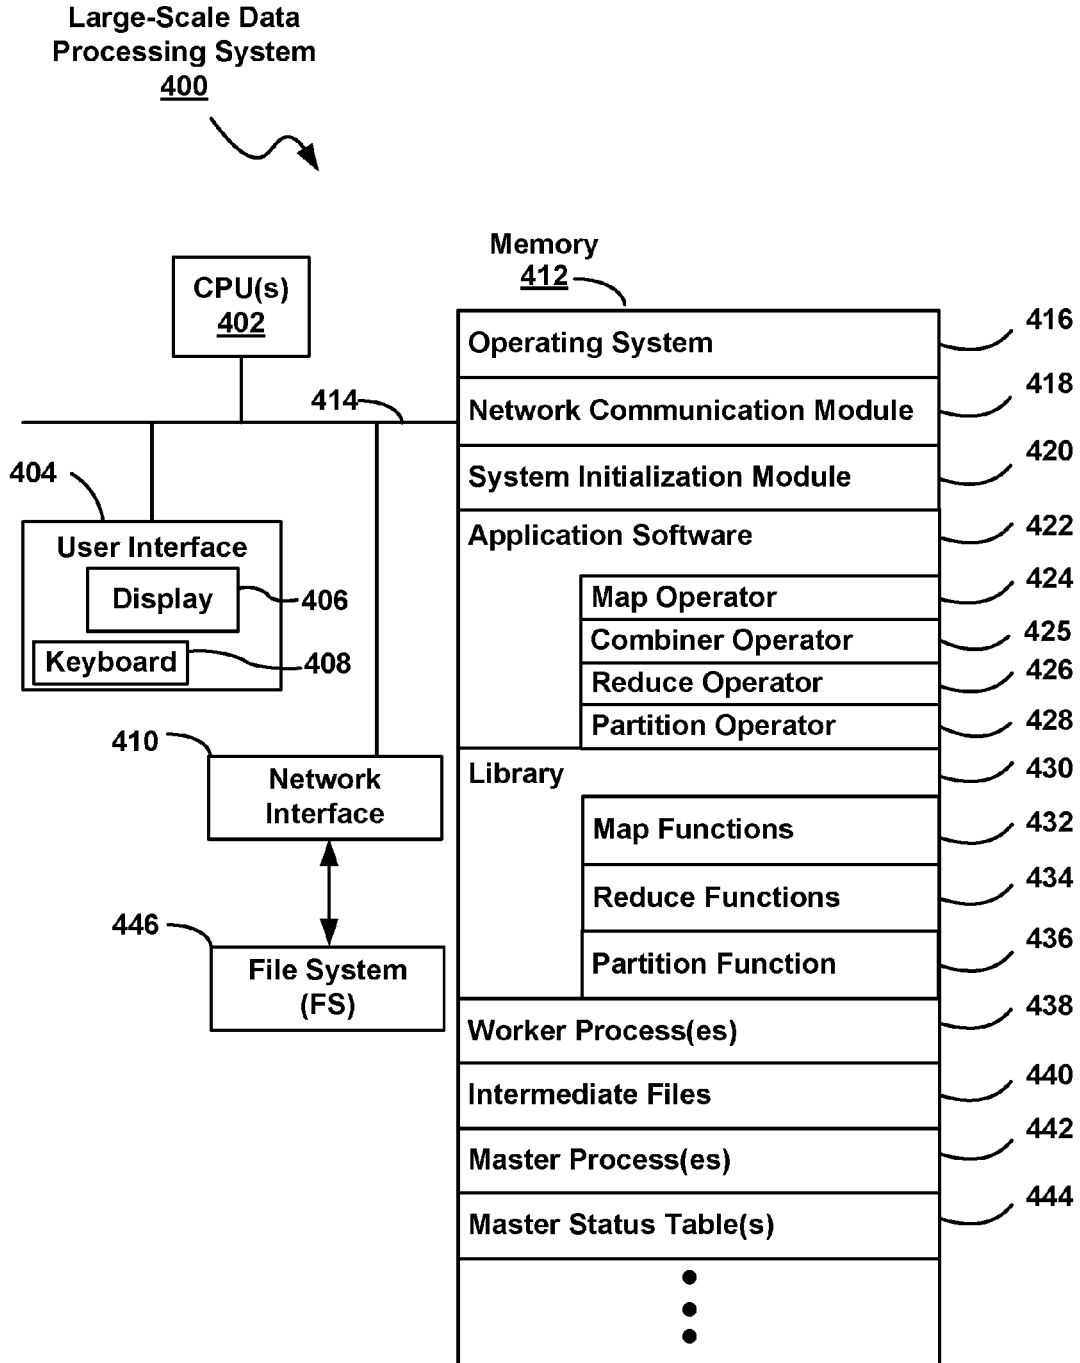 Large-Scale Data
Processing System
400
Memory
412
CPU(s)
402
414
404
User Interface
Display
406
Keyboard
408
410
Network
Interface
446
File System
(FS)
Operating System
416
Network Communication Module
418
System Initialization Module
420
Application Software
422
Map Operator
424
Combiner Operator
425
Reduce Operator
426
Partition Operator
428
Library
430
Map Functions
432
Reduce Functions
434
Partition Function
436
Worker Process(es)
438
Intermediate Files
440
Master Process(es)
442
Master Status Table(s)
444